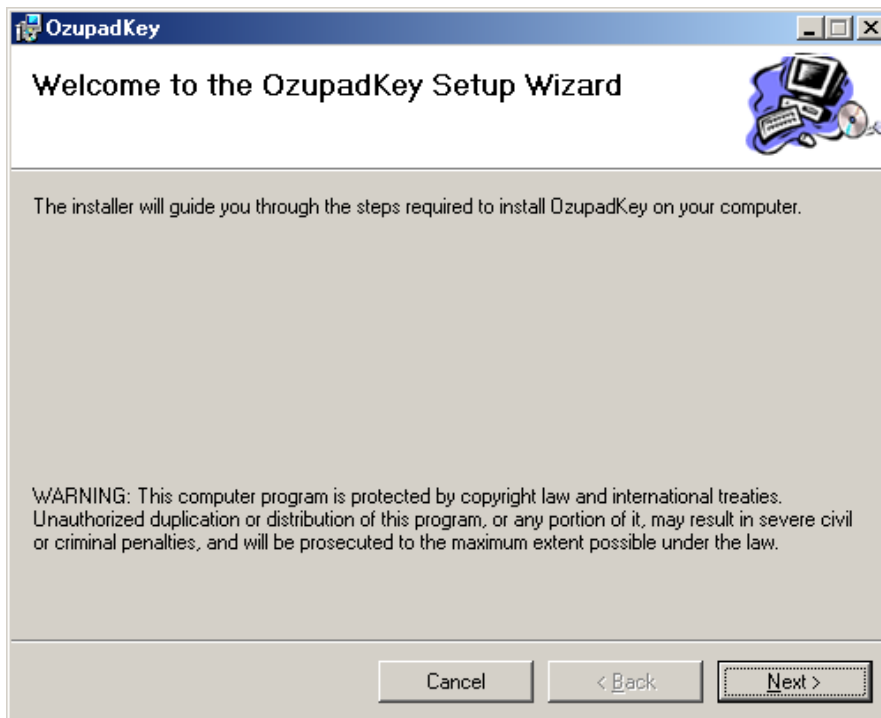 OzupadKey
Welcome to the OzupadKey Setup Wizard
The installer will guide you through the steps required to install OzupadKey on your computer.
WARNING: This computer program is protected by copyright law and international treaties.
Unauthorized duplication or distribution of this program, or any portion of it, may result in severe civil
or criminal penalties, and will be prosecuted to the maximum extent possible under the law.
Cancel
< Back
Next >